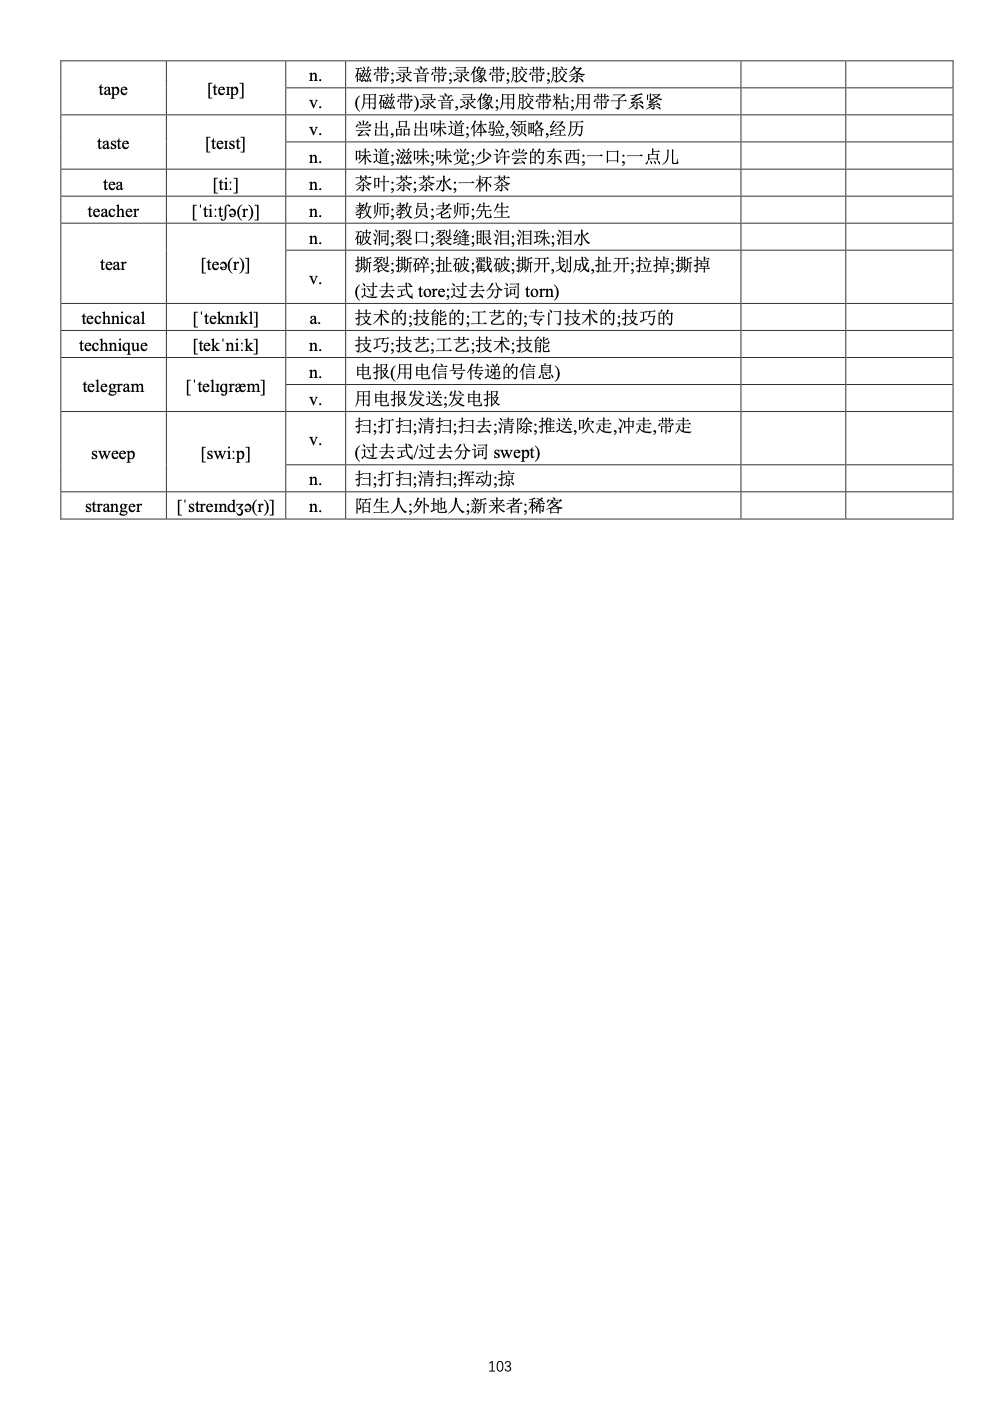 tape [teɪp] n. 磁带;录音带;录像带;胶带;胶条
v. (用磁带)录音,录像;用胶带粘;用带子系紧
taste [teɪst] v. 尝出,品出味道;体验,领略,经历
n. 味道;滋味;味觉;少许尝的东西;一口;一点儿
tea [tiː] n. 茶叶;茶;茶水;一杯茶
teacher [ˈtiːtʃə(r)] n. 教师;教员;老师;先生
tear [teə(r)] n. 破洞;裂口;裂缝;眼泪;泪珠;泪水
v. 撕裂;撕碎;扯破;戳破;撕开,划成,扯开;拉掉;撕掉
(过去式 tore;过去分词 torn)
technical [ˈteknɪkl] a. 技术的;技能的;工艺的;专门技术的;技巧的
technique [tekˈniːk] n. 技巧;技艺;工艺;技术;技能
telegram [ˈtelɪɡræm] n. 电报(用电信号传递的信息)
v. 用电报发送;发电报
sweep [swiːp] v. 扫;打扫;清扫;扫去;清除;推送,吹走,冲走,带走
(过去式/过去分词 swept)
n. 扫;打扫;清扫;挥动;掠
stranger [ˈstreɪndʒə(r)] n. 陌生人;外地人;新来者;稀客
103